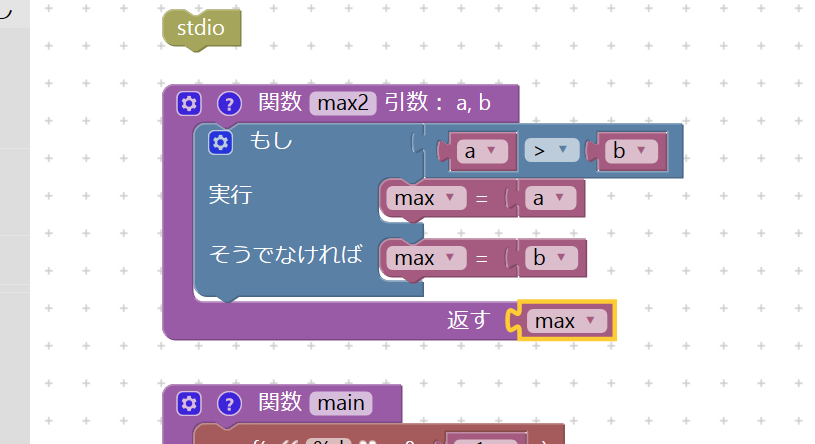 stdio
? 関数 max2 引数： a, b
もし a > b
実行 max = a
そうでなければ max = b
返す max
? 関数 main